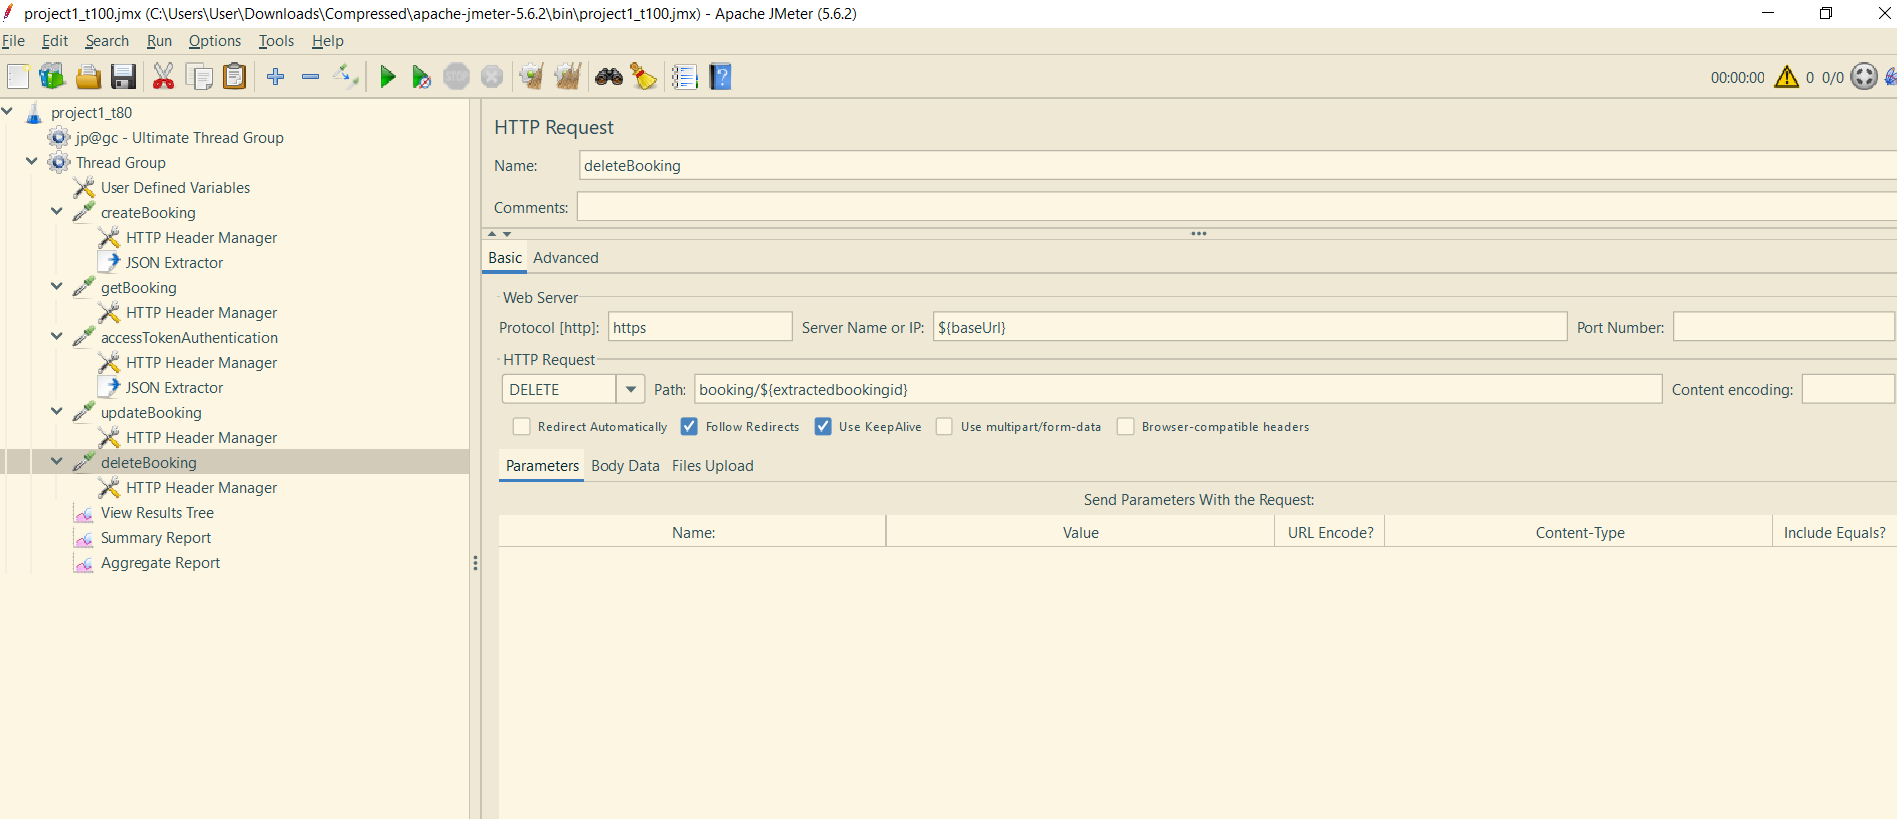 project1_t100.jmx (C:\Users\User\Downloads\Compressed\apache-jmeter-5.6.2\bin\project1_t100.jmx) - Apache JMeter (5.6.2)
File Edit Search Run Options Tools Help
STOP
00:00:00 0 0/0
project1_t80
jp@gc - Ultimate Thread Group
Thread Group
User Defined Variables
createBooking
HTTP Header Manager
JSON Extractor
getBooking
HTTP Header Manager
accessTokenAuthentication
HTTP Header Manager
JSON Extractor
updateBooking
HTTP Header Manager
deleteBooking
HTTP Header Manager
View Results Tree
Summary Report
Aggregate Report
HTTP Request
Name: deleteBooking
Comments:
Basic Advanced
Web Server
Protocol [http]: https Server Name or IP: ${baseUrl} Port Number:
HTTP Request
DELETE Path: booking/${extractedbookingid} Content encoding:
Redirect Automatically Follow Redirects Use KeepAlive Use multipart/form-data Browser-compatible headers
Parameters Body Data Files Upload
Send Parameters With the Request:
Name: Value URL Encode? Content-Type Include Equals?